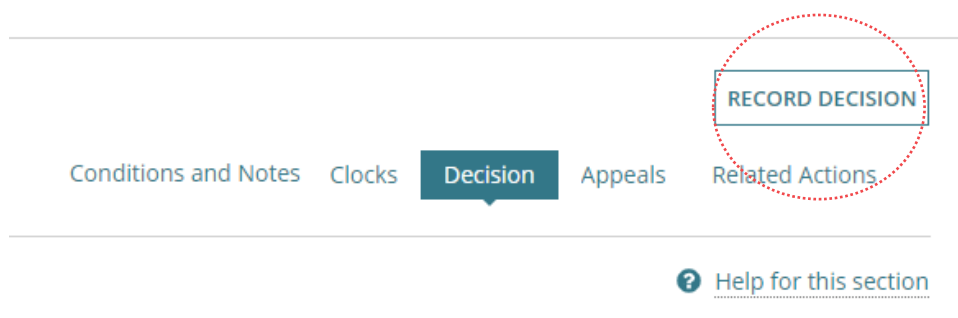 RECORD DECISION
Conditions and Notes Clocks Decision Appeals Related Actions
? Help for this section